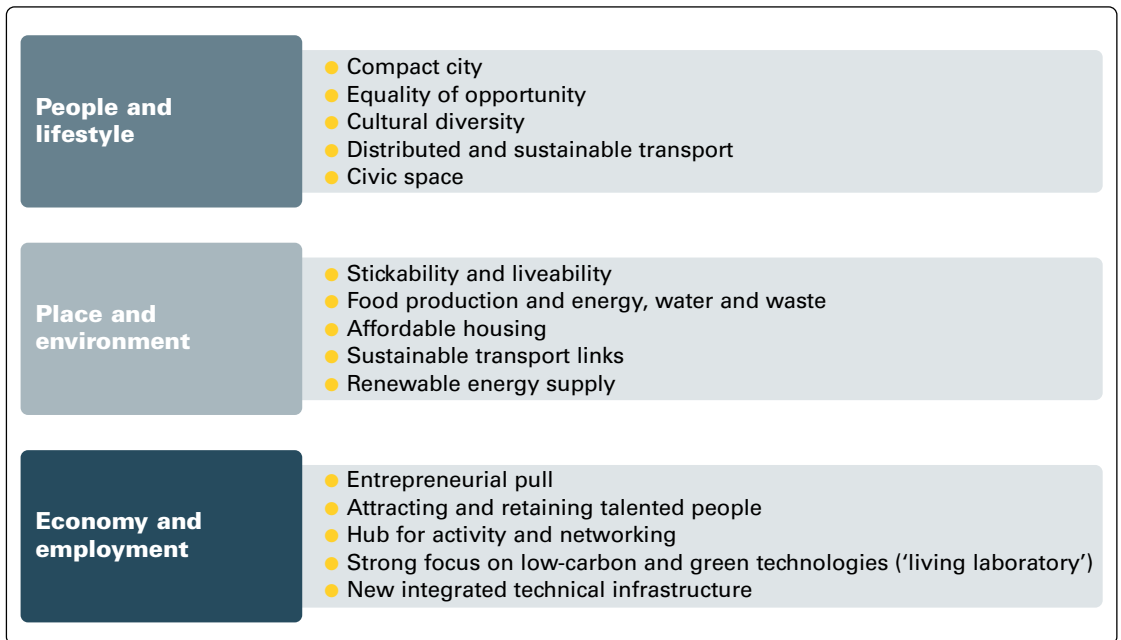 People and
lifestyle
Compact city
Equality of opportunity
Cultural diversity
Distributed and sustainable transport
Civic space
Place and
environment
Stickability and liveability
Food production and energy, water and waste
Affordable housing
Sustainable transport links
Renewable energy supply
Economy and
employment
Entrepreneurial pull
Attracting and retaining talented people
Hub for activity and networking
Strong focus on low-carbon and green technologies (‘living laboratory’)
New integrated technical infrastructure